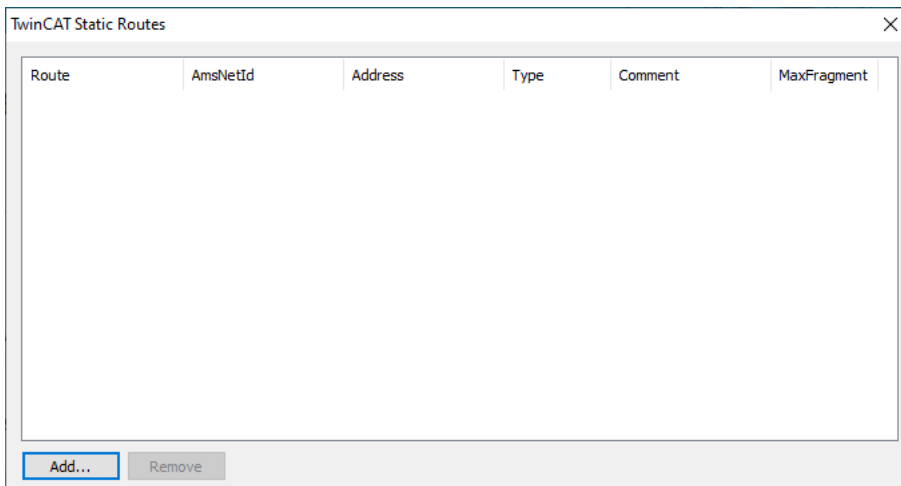 TwinCAT Static Routes
Route AmsNetId Address Type Comment MaxFragment
Add... Remove